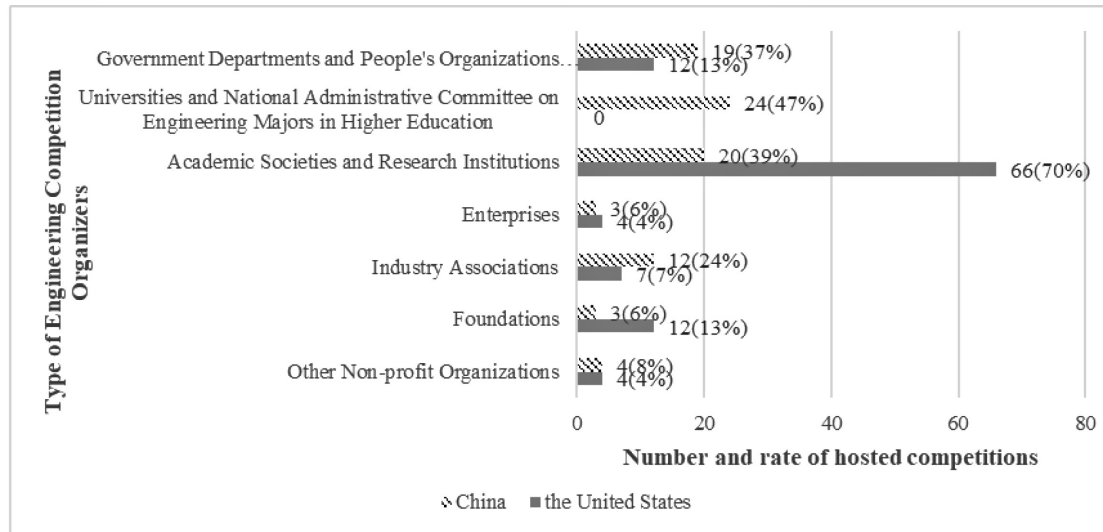 Type of Engineering Competition
Organizers
Government Departments and People's Organizations…
19(37%)
12(13%)
Universities and National Administrative Committee on
Engineering Majors in Higher Education
24(47%)
0
Academic Societies and Research Institutions
20(39%)
66(70%)
Enterprises
3(6%)
4(4%)
Industry Associations
12(24%)
7(7%)
Foundations
3(6%)
12(13%)
Other Non-profit Organizations
4(8%)
4(4%)
0 20 40 60 80
Number and rate of hosted competitions
China the United States